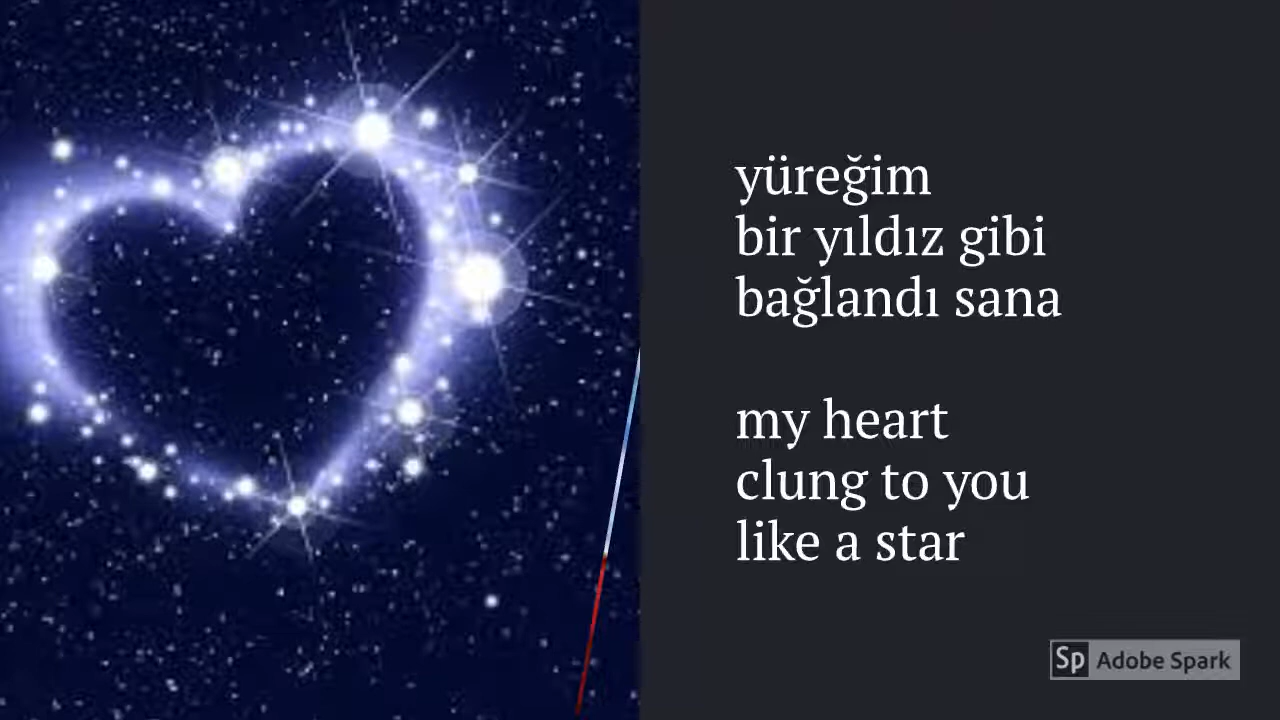 yüreğim
bir yıldız gibi
bağlandı sana
my heart
clung to you
like a star
Sp Adobe Spark